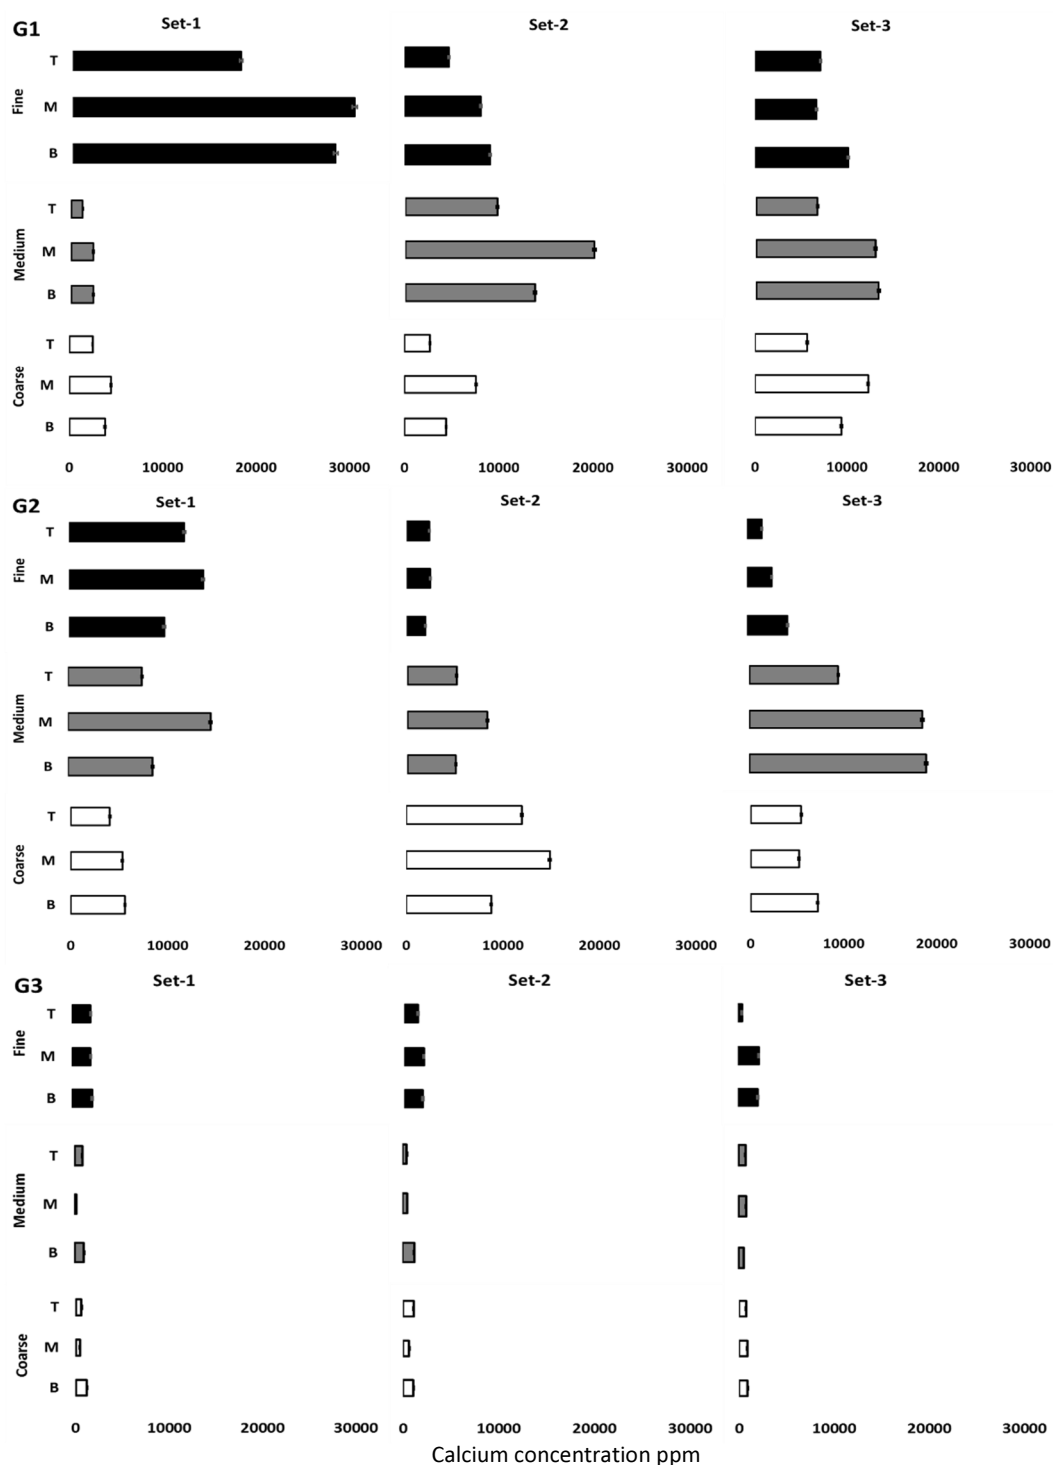 G1 Set-1 Set-2 Set-3
Fine
T
M
B
Medium
T
M
B
Coarse
T
M
B
0 10000 20000 30000 0 10000 20000 30000 0 10000 20000 30000
G2 Set-1 Set-2 Set-3
Fine
T
M
B
Medium
T
M
B
Coarse
T
M
B
0 10000 20000 30000 0 10000 20000 30000 0 10000 20000 30000
G3 Set-1 Set-2 Set-3
Fine
T
M
B
Medium
T
M
B
Coarse
T
M
B
0 10000 20000 30000 0 10000 20000 30000 0 10000 20000 30000
Calcium concentration ppm